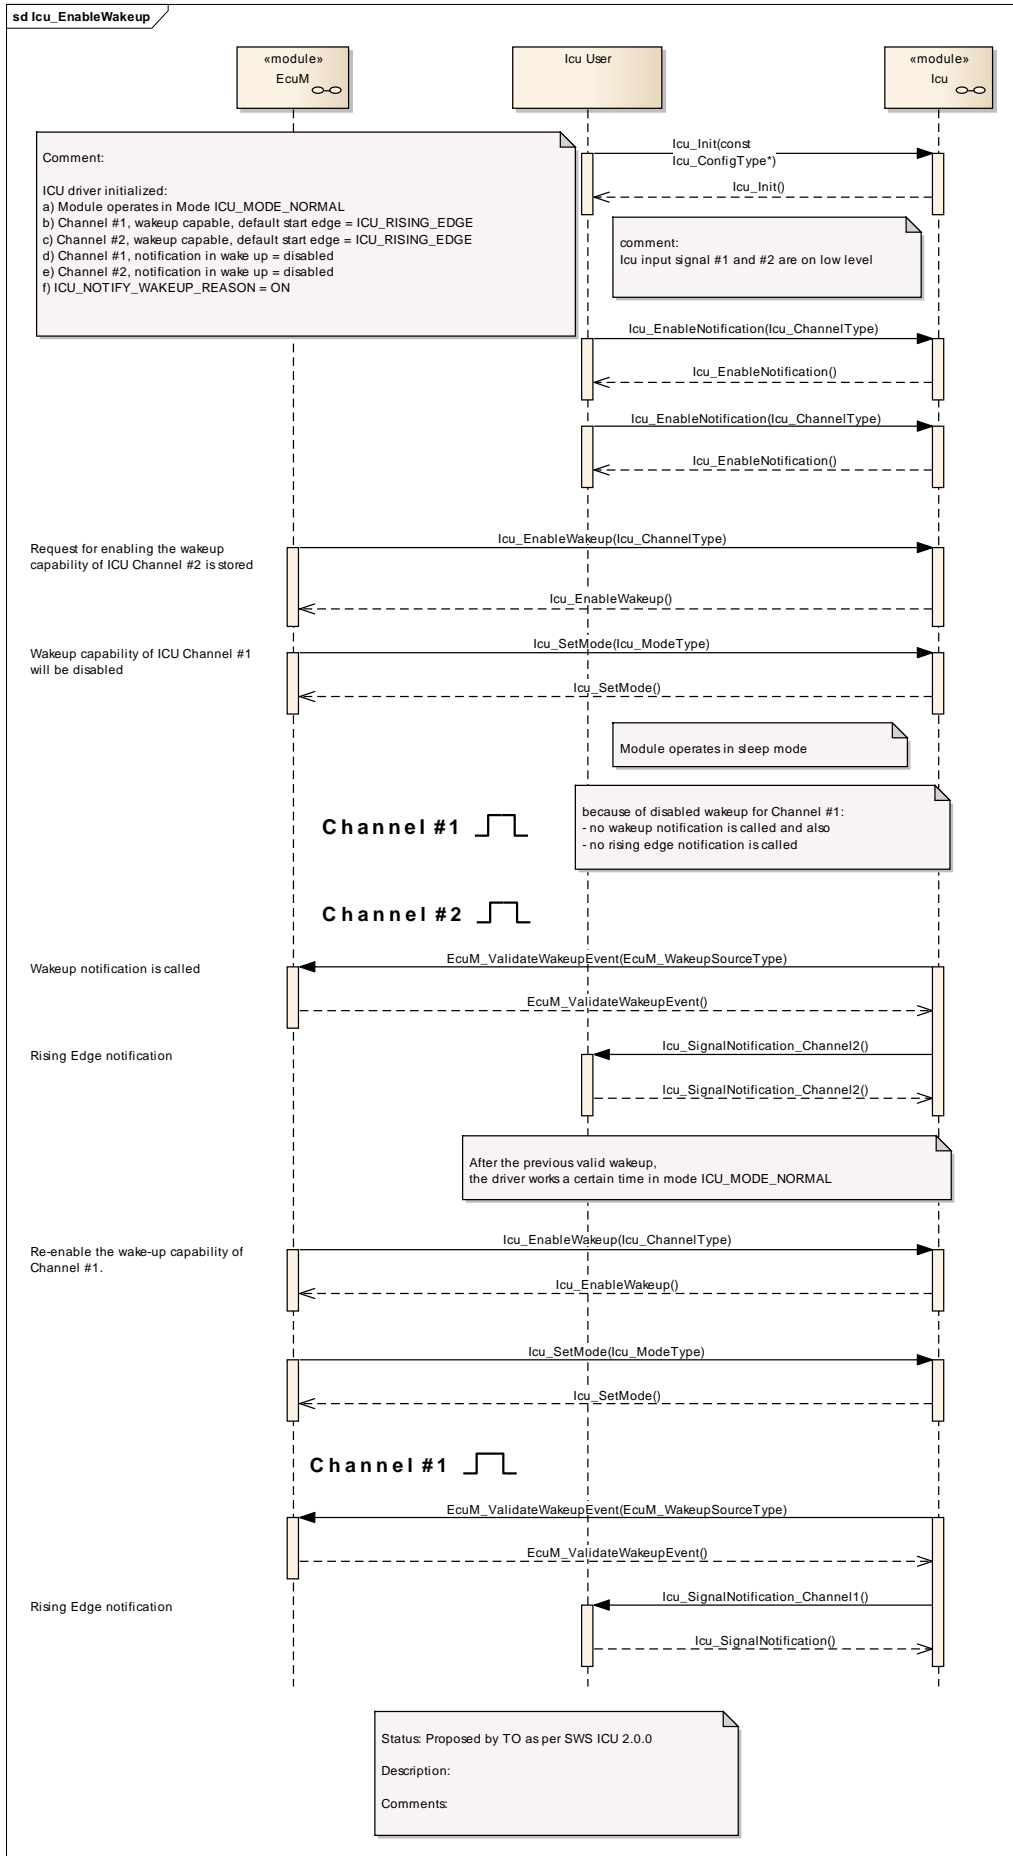 sd Icu_EnableWakeup
«module»
EcuM
Icu User
«module»
Icu
Comment:
ICU driver initialized:
a) Module operates in Mode ICU_MODE_NORMAL
b) Channel #1, wakeup capable, default start edge = ICU_RISING_EDGE
c) Channel #2, wakeup capable, default start edge = ICU_RISING_EDGE
d) Channel #1, notification in wake up = disabled
e) Channel #2, notification in wake up = disabled
f) ICU_NOTIFY_WAKEUP_REASON = ON
Icu_Init(const
Icu_ConfigType*)
Icu_Init()
comment:
Icu input signal #1 and #2 are on low level
Icu_EnableNotification(Icu_ChannelType)
Icu_EnableNotification()
Icu_EnableNotification(Icu_ChannelType)
Icu_EnableNotification()
Request for enabling the wakeup
capability of ICU Channel #2 is stored
Icu_EnableWakeup(Icu_ChannelType)
Icu_EnableWakeup()
Wakeup capability of ICU Channel #1
will be disabled
Icu_SetMode(Icu_ModeType)
Icu_SetMode()
Module operates in sleep mode
because of disabled wakeup for Channel #1:
- no wakeup notification is called and also
- no rising edge notification is called
Channel #1
Channel #2
Wakeup notification is called
EcuM_ValidateWakeupEvent(EcuM_WakeupSourceType)
EcuM_ValidateWakeupEvent()
Rising Edge notification
Icu_SignalNotification_Channel2()
Icu_SignalNotification_Channel2()
After the previous valid wakeup,
the driver works a certain time in mode ICU_MODE_NORMAL
Re-enable the wake-up capability of
Channel #1.
Icu_EnableWakeup(Icu_ChannelType)
Icu_EnableWakeup()
Icu_SetMode(Icu_ModeType)
Icu_SetMode()
Channel #1
EcuM_ValidateWakeupEvent(EcuM_WakeupSourceType)
EcuM_ValidateWakeupEvent()
Rising Edge notification
Icu_SignalNotification_Channel1()
Icu_SignalNotification()
Status: Proposed by TO as per SWS ICU 2.0.0
Description:
Comments: